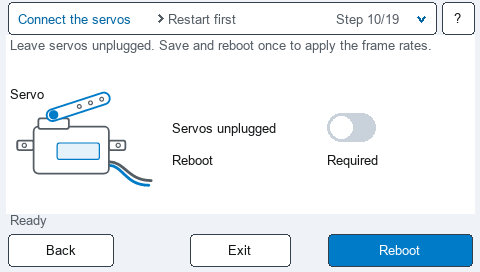 Connect the servos > Restart first Step 10/19 ?
Leave servos unplugged. Save and reboot once to apply the frame rates.
Servo
Servos unplugged
Reboot Required
Ready
Back Exit Reboot